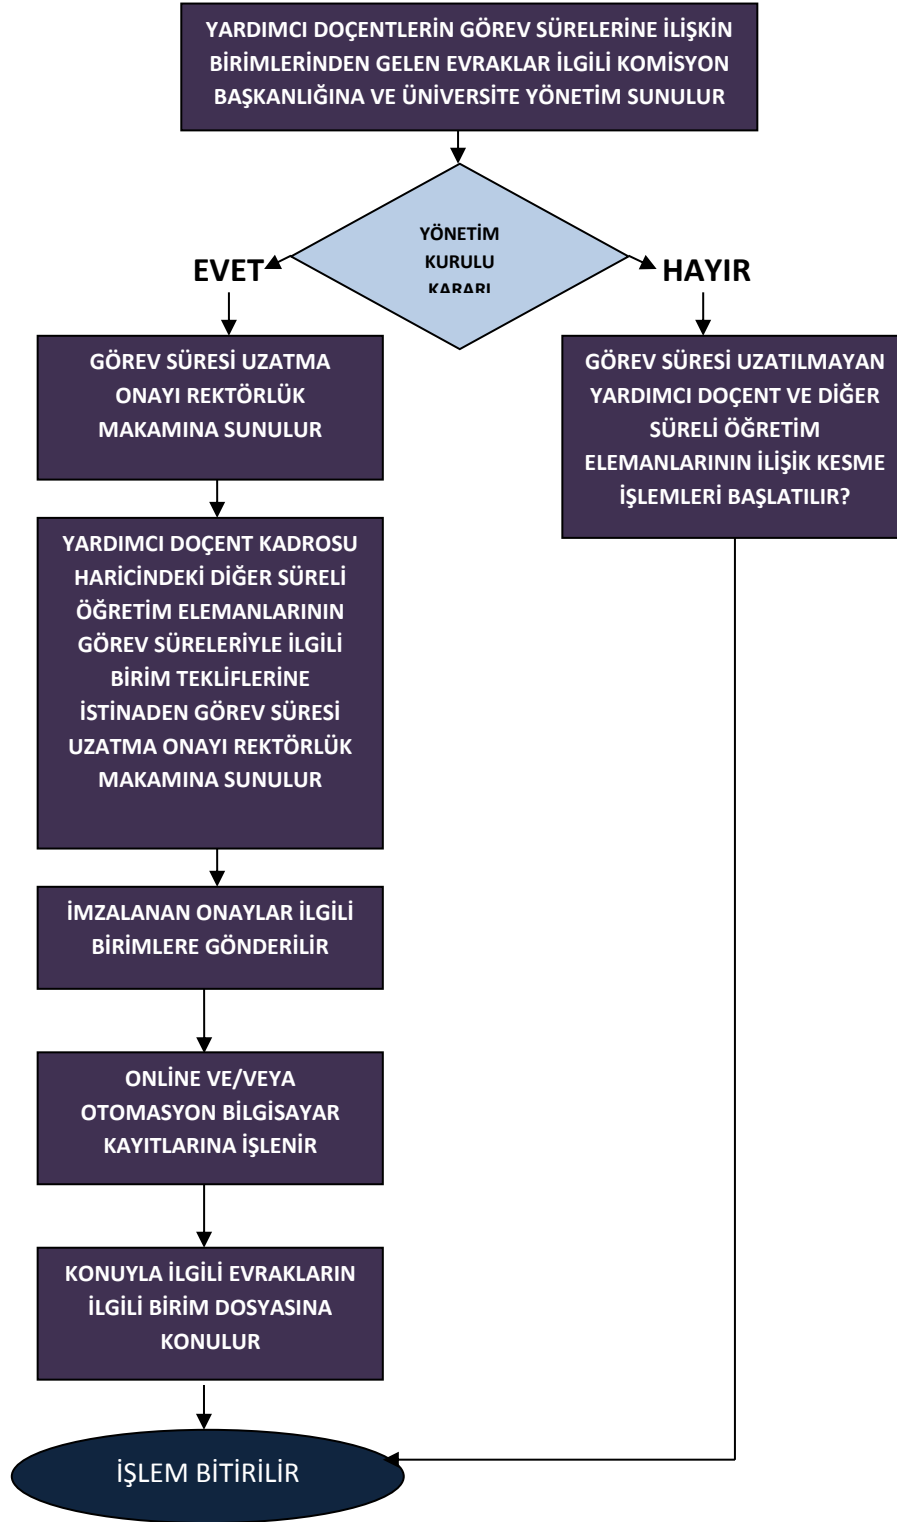 YARDIMCI DOÇENTLERİN GÖREV SÜRELERİNE İLİŞKİN
BİRİMLERİNDEN GELEN EVRAKLAR İLGİLİ KOMİSYON
BAŞKANLIĞINA VE ÜNİVERSİTE YÖNETİM SUNULUR
YÖNETİM
KURULU
KARARI
EVET
HAYIR
GÖREV SÜRESİ UZATMA
ONAYI REKTÖRLÜK
MAKAMINA SUNULUR
GÖREV SÜRESİ UZATILMAYAN
YARDIMCI DOÇENT VE DİĞER
SÜRELİ ÖĞRETİM
ELEMANLARININ İLİŞİK KESME
İŞLEMLERİ BAŞLATILIR?
YARDIMCI DOÇENT KADROSU
HARİCİNDEKİ DİĞER SÜRELİ
ÖĞRETİM ELEMANLARININ
GÖREV SÜRELERİYLE İLGİLİ
BİRİM TEKLİFLERİNE
İSTİNADEN GÖREV SÜRESİ
UZATMA ONAYI REKTÖRLÜK
MAKAMINA SUNULUR
İMZALANAN ONAYLAR İLGİLİ
BİRİMLERE GÖNDERİLİR
ONLİNE VE/VEYA
OTOMASYON BİLGİSAYAR
KAYITLARINA İŞLENİR
KONUYLA İLGİLİ EVRAKLARIN
İLGİLİ BİRİM DOSYASINA
KONULUR
İŞLEM BİTİRİLİR